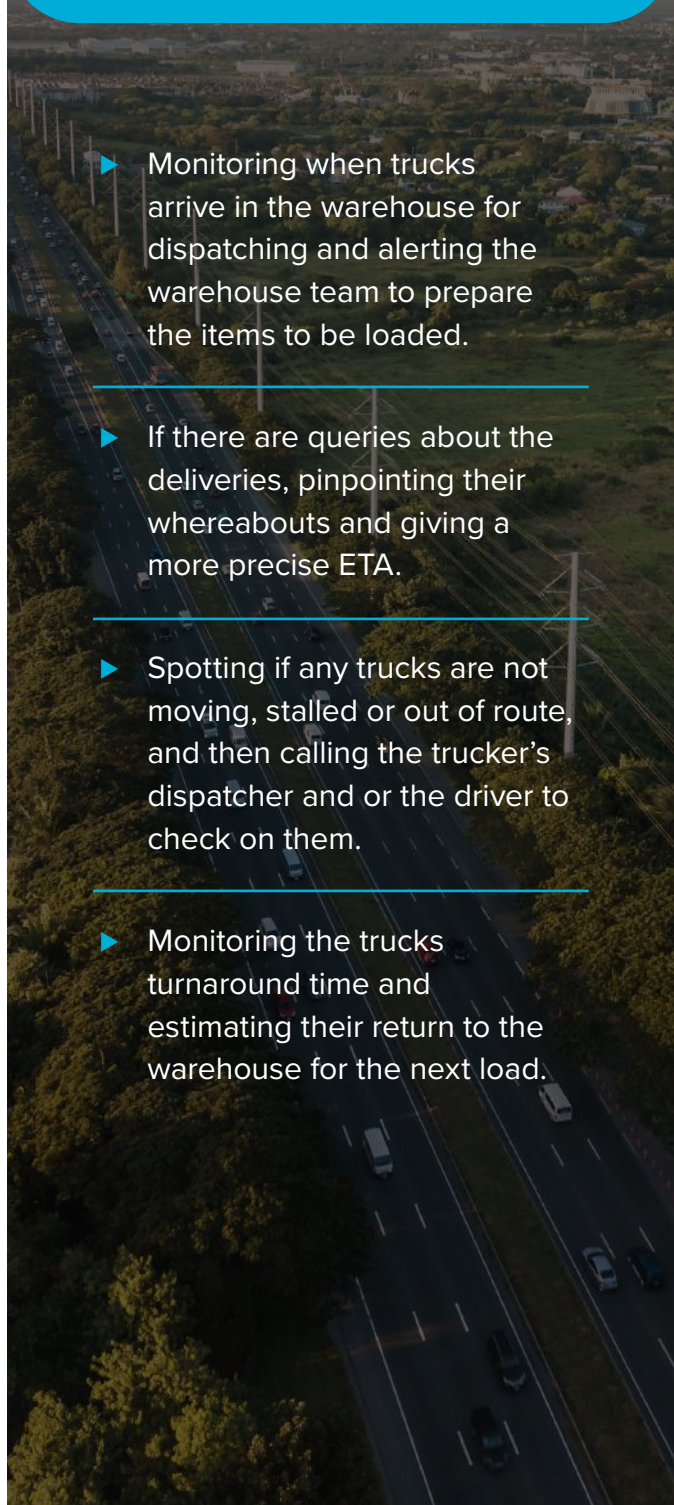 Monitoring when trucks
arrive in the warehouse for
dispatching and alerting the
warehouse team to prepare
the items to be loaded.
If there are queries about the
deliveries, pinpointing their
whereabouts and giving a
more precise ETA.
Spotting if any trucks are not
moving, stalled or out of route,
and then calling the trucker’s
dispatcher and or the driver to
check on them.
Monitoring the trucks
turnaround time and
estimating their return to the
warehouse for the next load.